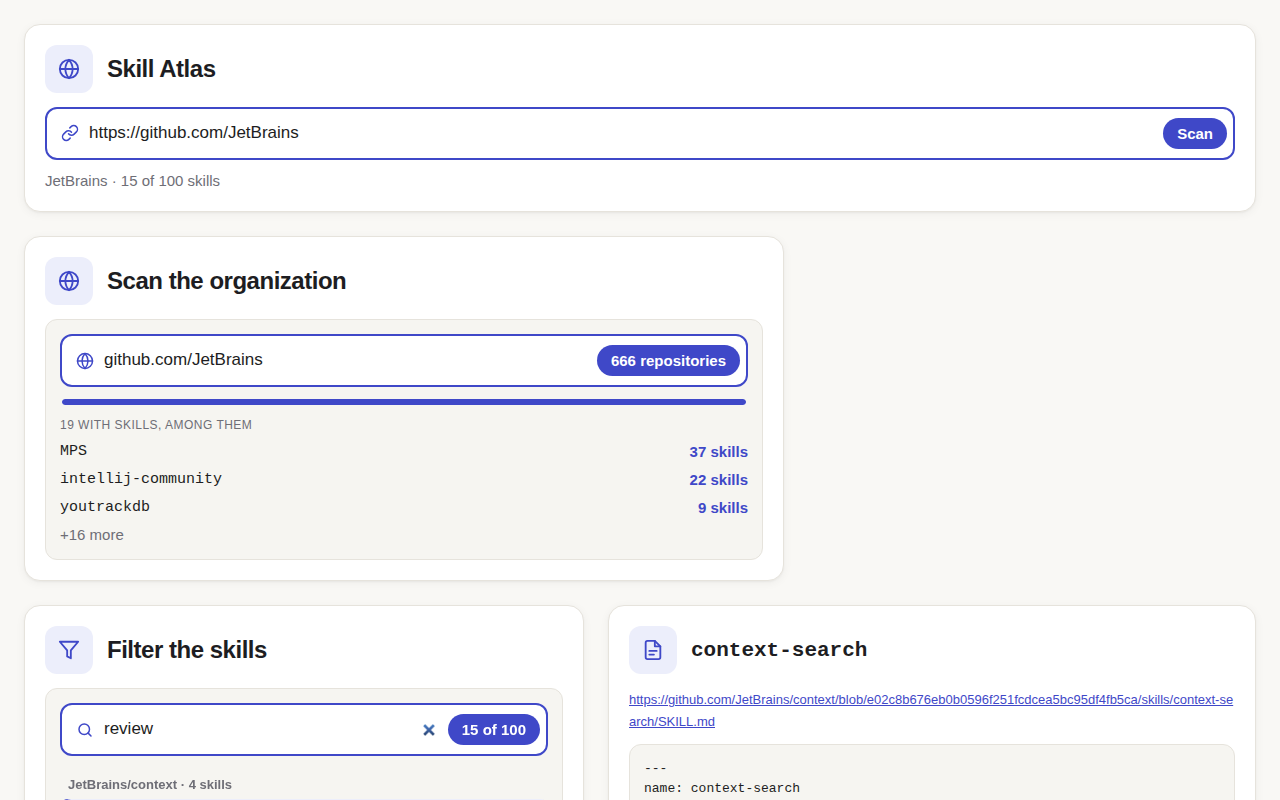 Skill Atlas
https://github.com/JetBrains
Scan
JetBrains · 15 of 100 skills
Scan the organization
github.com/JetBrains
666 repositories
19 WITH SKILLS, AMONG THEM
MPS
37 skills
intellij-community
22 skills
youtrackdb
9 skills
+16 more
Filter the skills
review
15 of 100
JetBrains/context · 4 skills
context-search
https://github.com/JetBrains/context/blob/e02c8b676eb0b0596f251fcdcea5bc95df4fb5ca/skills/context-se
arch/SKILL.md
---
name: context-search